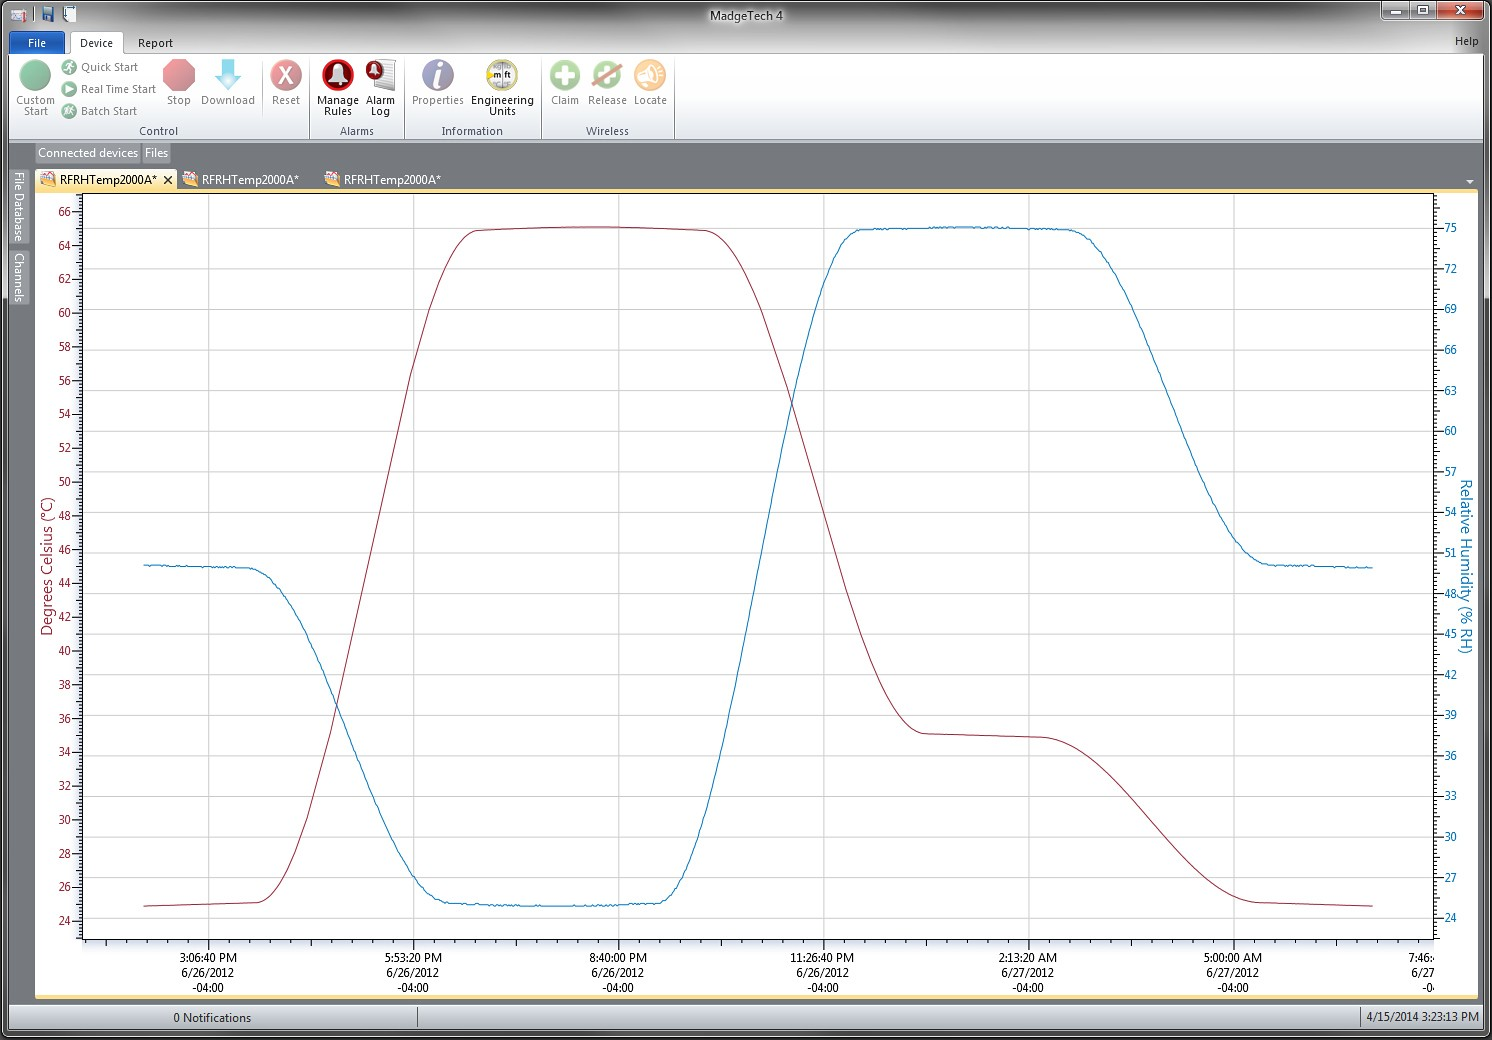 MadgeTech 4
File Device Report Help
Custom Start
Quick Start
Real Time Start
Batch Start
Stop
Download
Reset
Manage Rules
Alarm Log
Properties
Engineering Units
m ft
Claim
Release
Locate
Control Alarms Information Wireless
Connected devices Files
File Database
Channels
RFRHTemp2000A* RFRHTemp2000A* RFRHTemp2000A*
Degrees Celsius (°C)
66
64
62
60
58
56
54
52
50
48
46
44
42
40
38
36
34
32
30
28
26
24
75
72
69
66
63
60
57
54
51
48
45
42
39
36
33
30
27
24
Relative Humidity (% RH)
3:06:40 PM 5:53:20 PM 8:40:00 PM 11:26:40 PM 2:13:20 AM 5:00:00 AM 7:46:
6/26/2012 6/26/2012 6/26/2012 6/26/2012 6/27/2012 6/27/2012 6/27
-04:00 -04:00 -04:00 -04:00 -04:00 -04:00 -0
0 Notifications 4/15/2014 3:23:13 PM